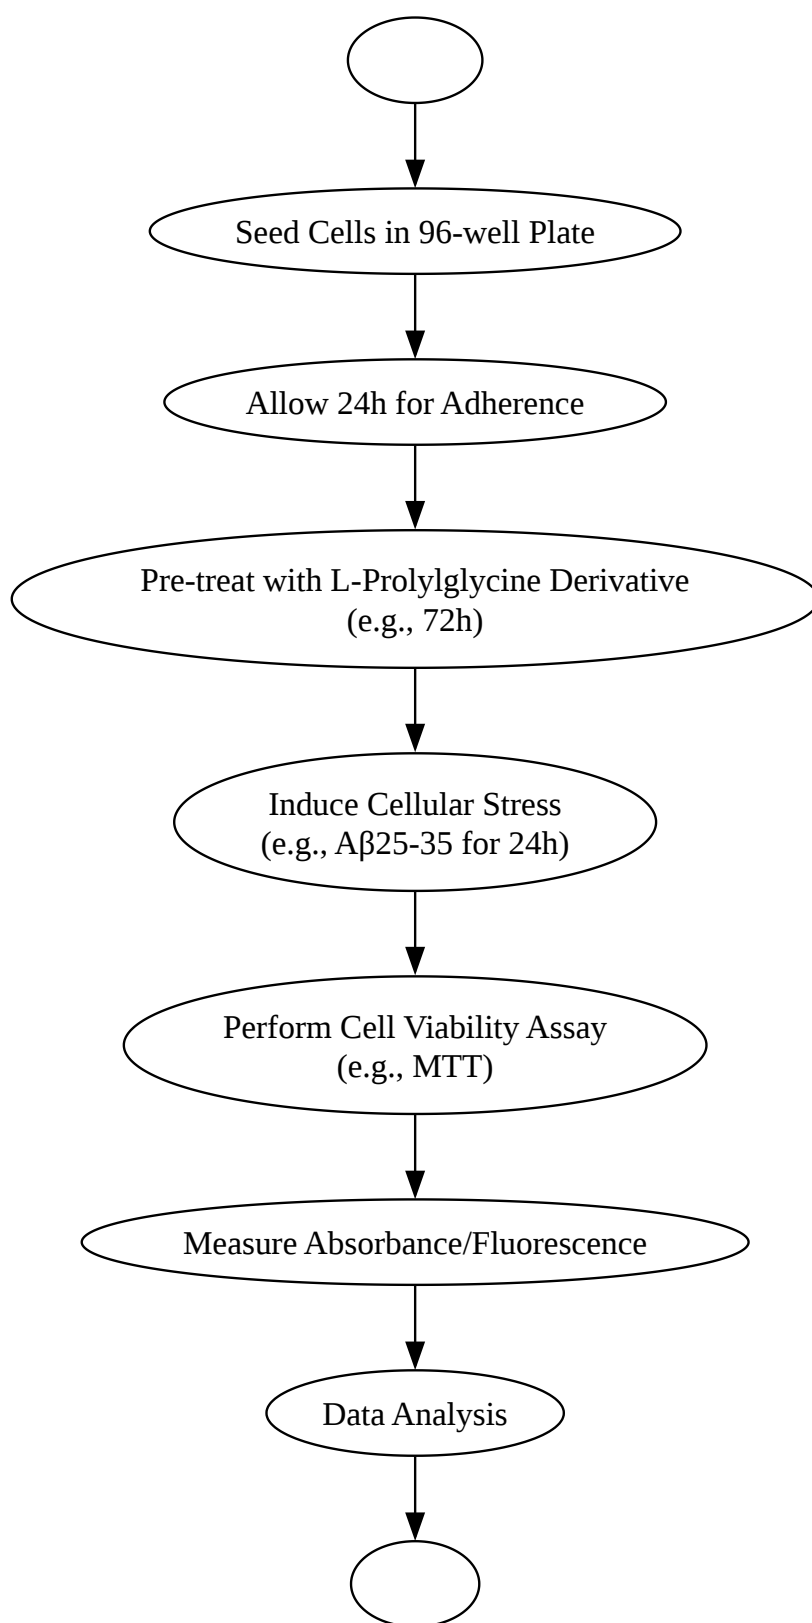 Seed Cells in 96-well Plate
Allow 24h for Adherence
Pre-treat with L-Prolylglycine Derivative
(e.g., 72h)
Induce Cellular Stress
(e.g., Aβ25-35 for 24h)
Perform Cell Viability Assay
(e.g., MTT)
Measure Absorbance/Fluorescence
Data Analysis